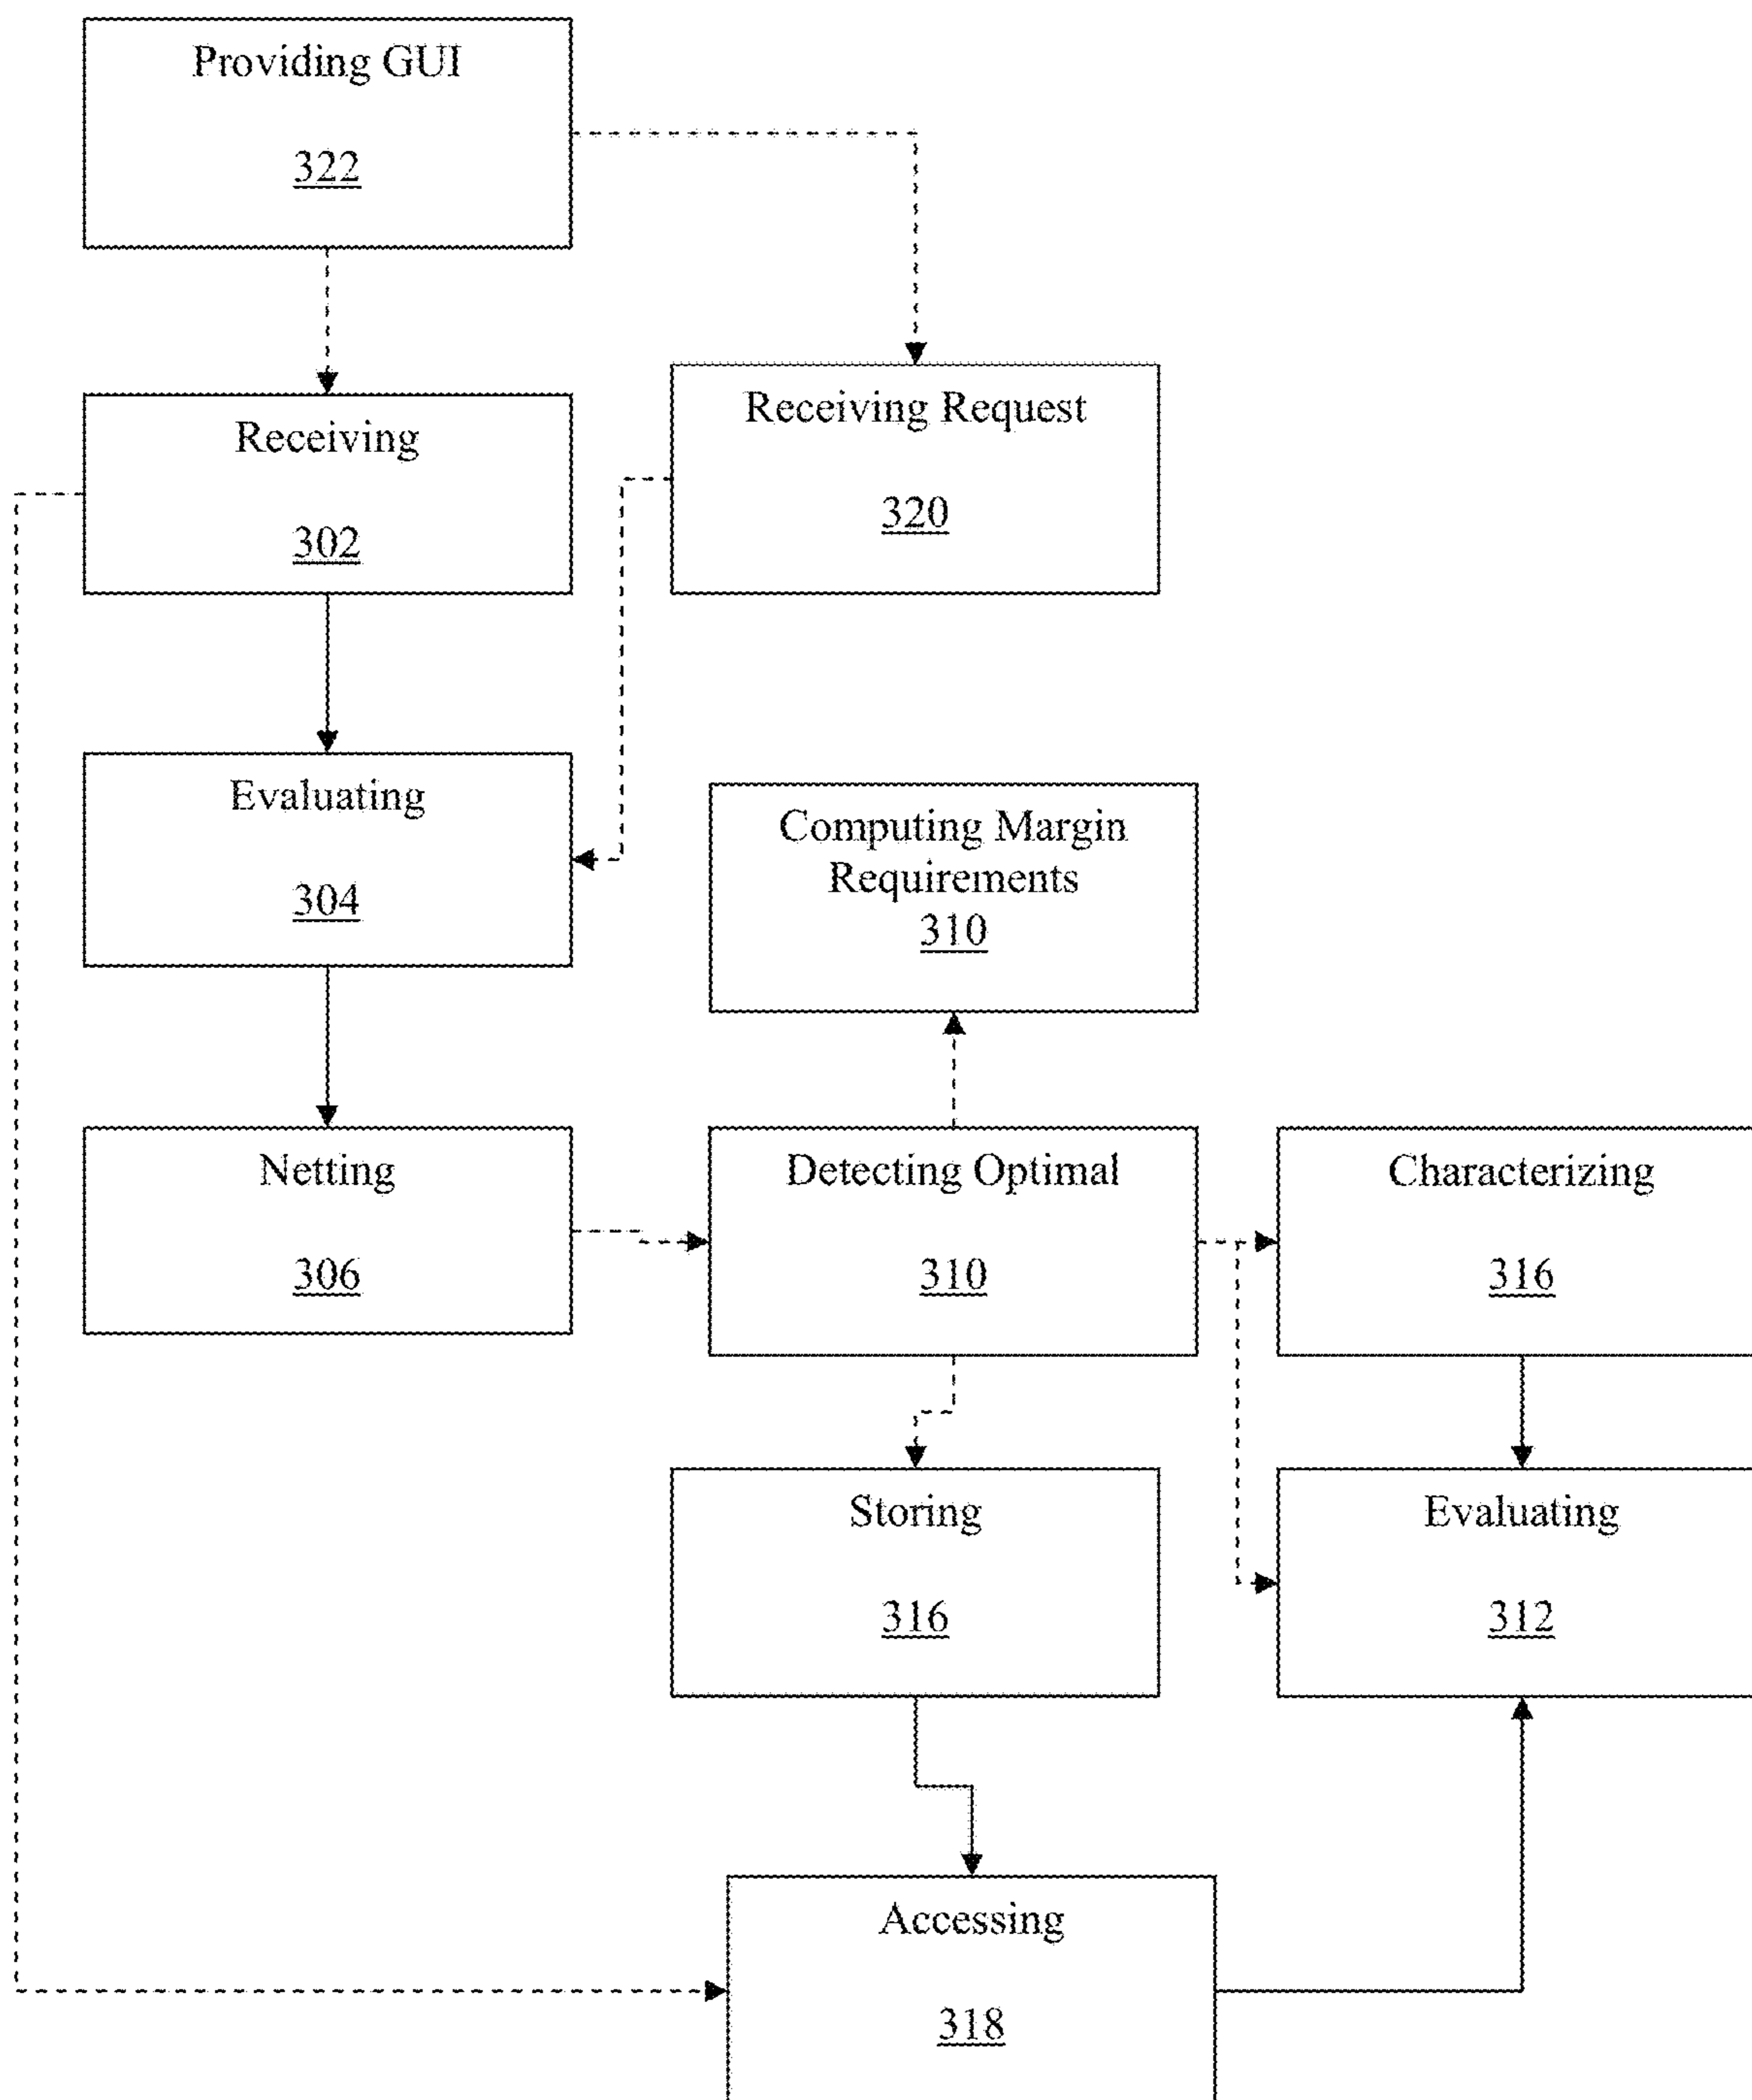 Providing GUI
322
Receiving
302
Receiving Request
320
Evaluating
304
Computing Margin
Requirements
310
Netting
306
Detecting Optimal
310
Characterizing
316
Storing
316
Evaluating
312
Accessing
318